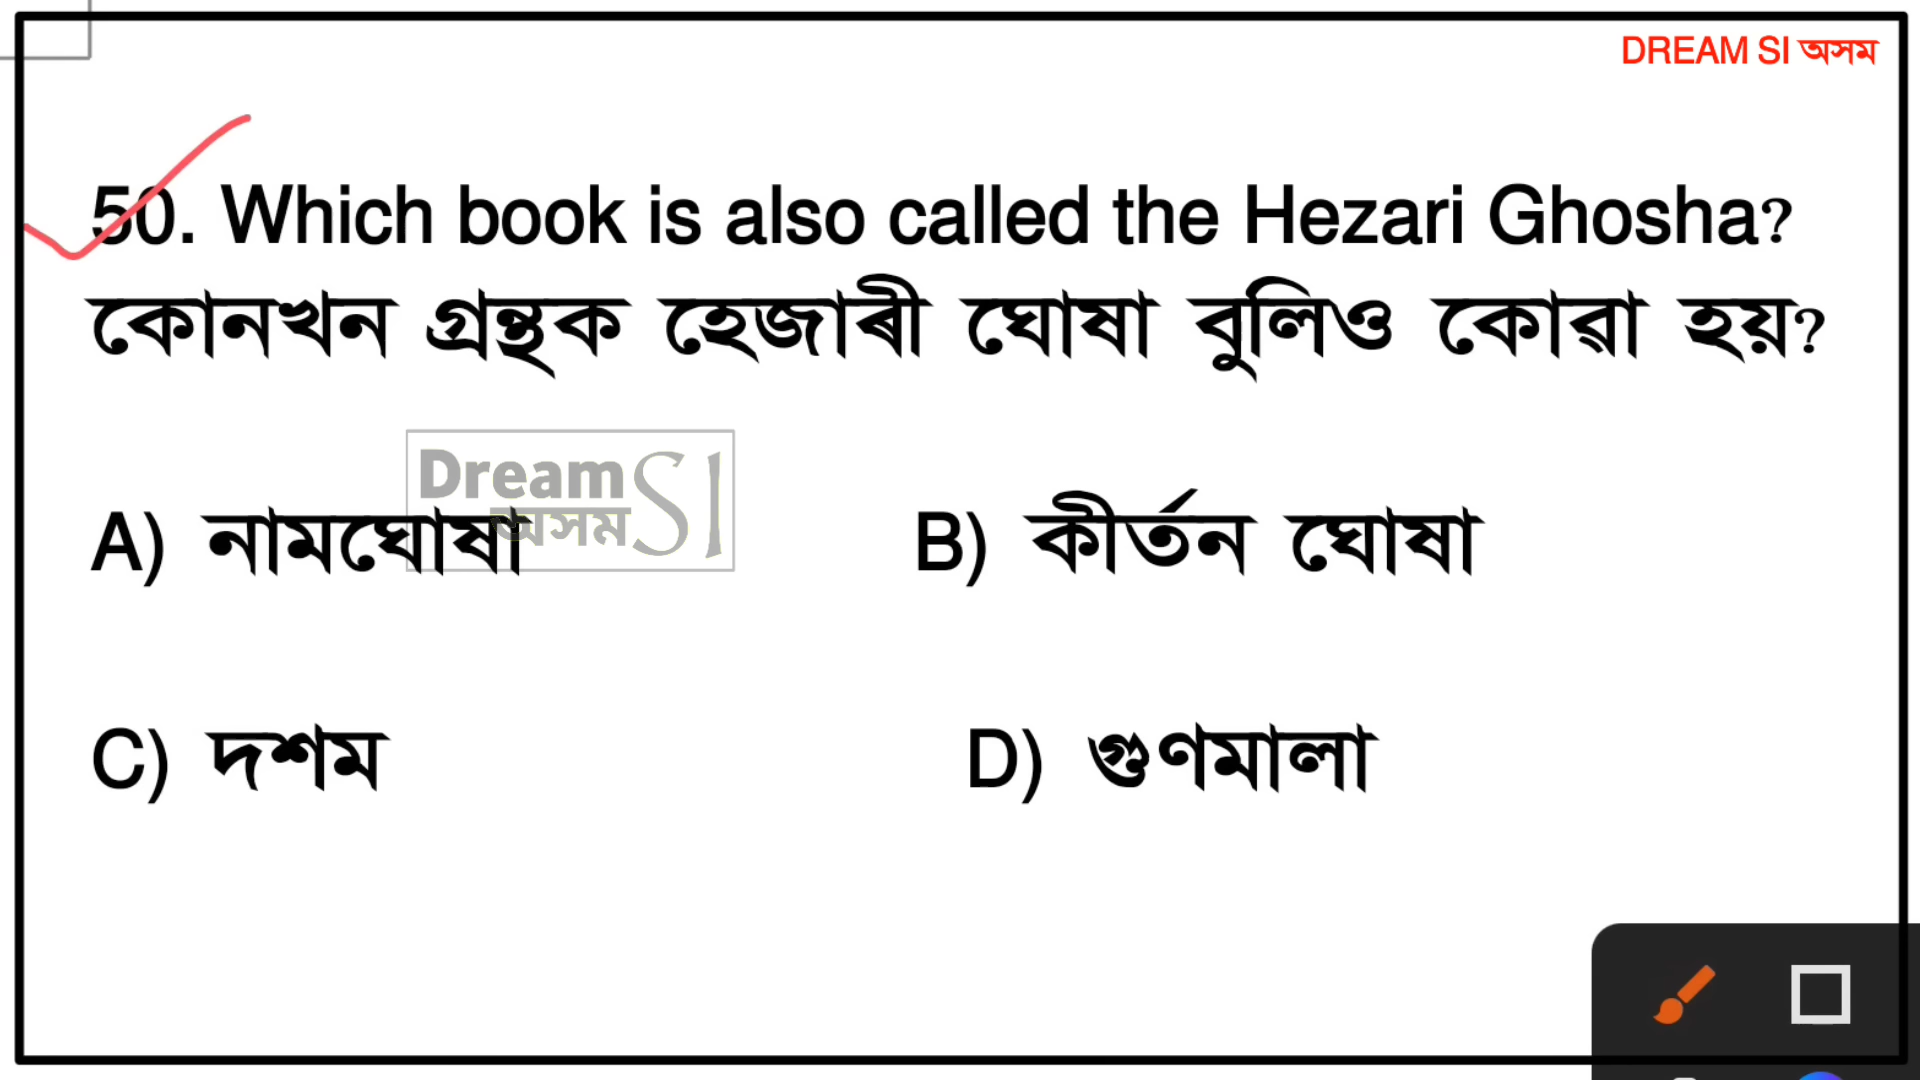 DREAM SI অসম
50. Which book is also called the Hezari Ghosha?
কোনখন গ্ৰন্থক হেজাৰী ঘোষা বুলিও কোৱা হয়?
Dream SI
অসম
A) নামঘোষা
B) কীৰ্তন ঘোষা
C) দশম
D) গুণমালা